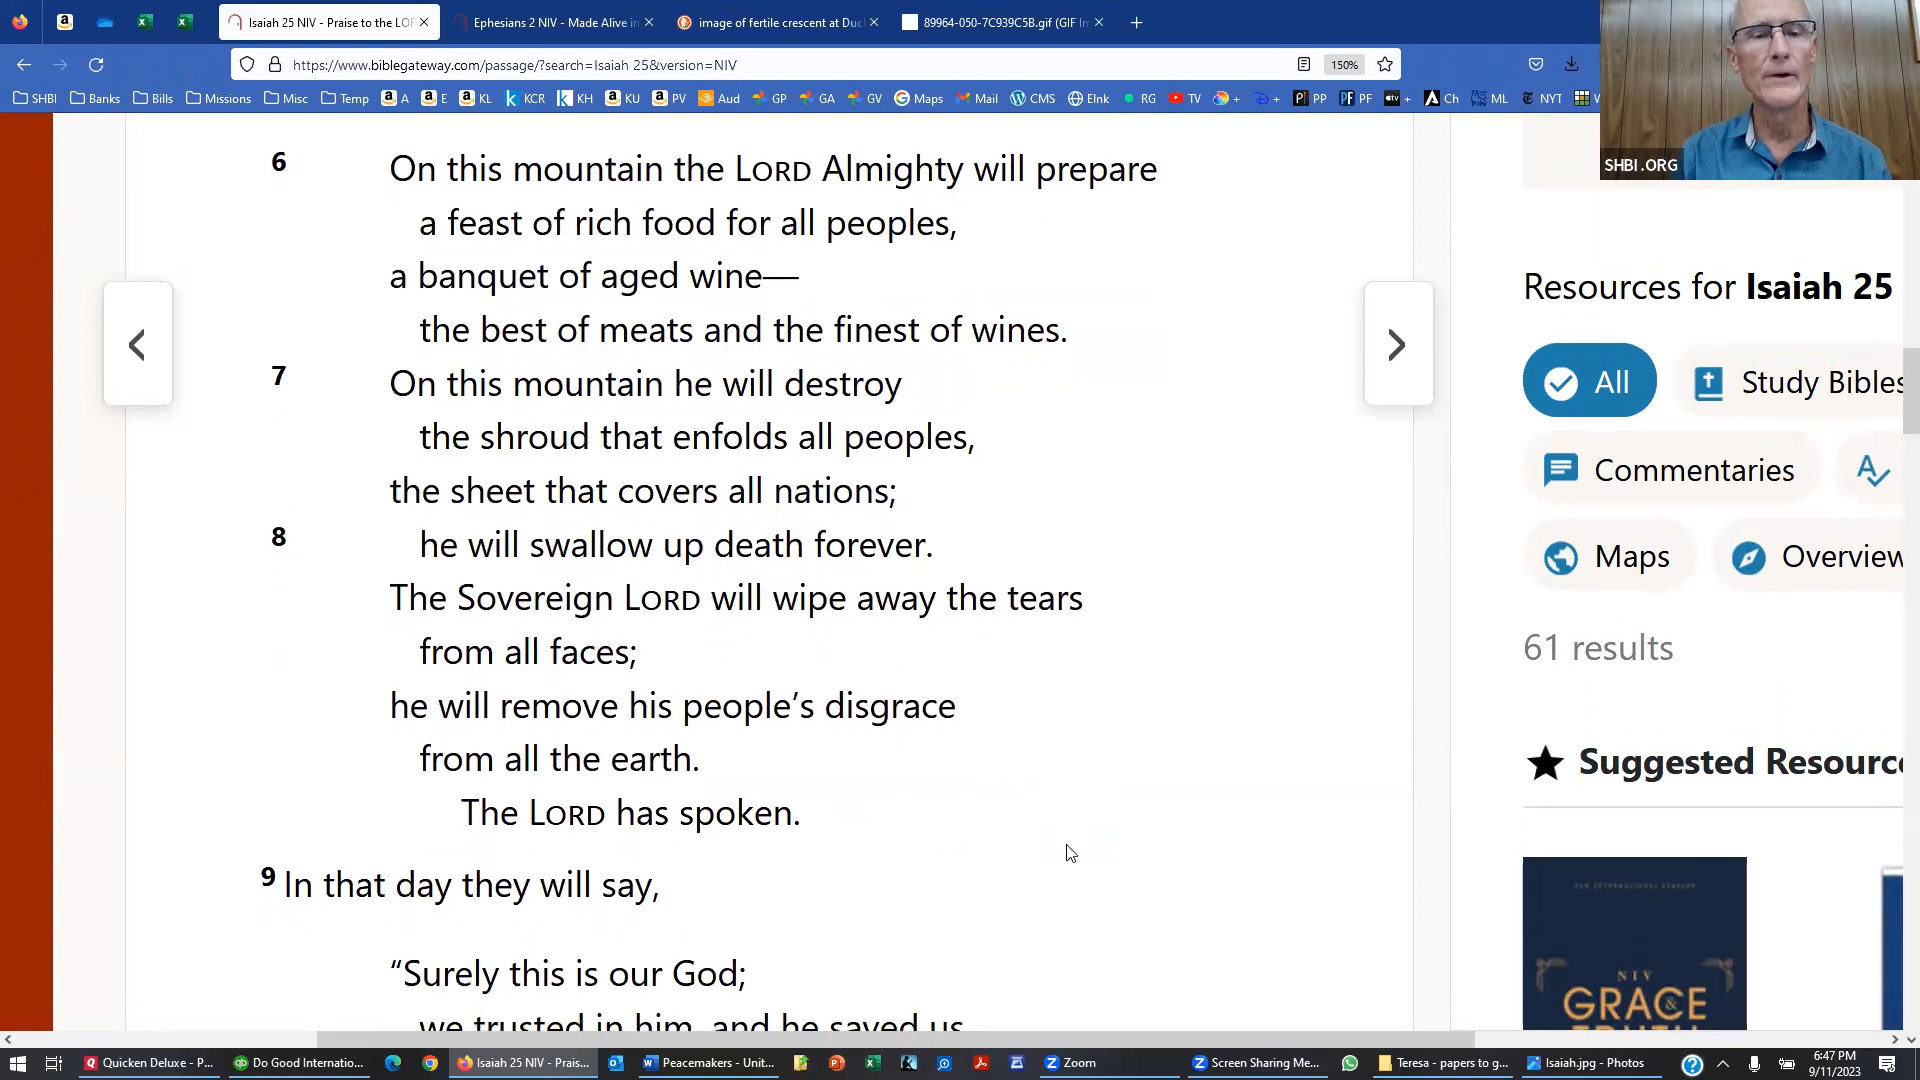 Isaiah 25 NIV - Praise to the LOR
Ephesians 2 NIV - Made Alive in
image of fertile crescent at Duc
89964-050-7C939C5B.gif (GIF Im
https://www.biblegateway.com/passage/?search=Isaiah 25&version=NIV
150%
SHBI Banks Bills Missions Misc Temp A E KL KCR KH KU PV Aud GP GA GV Maps Mail CMS EInk RG TV + + PP PF + Ch ML NYT
SHBI.ORG
6 On this mountain the LORD Almighty will prepare
a feast of rich food for all peoples,
a banquet of aged wine—
the best of meats and the finest of wines.
7 On this mountain he will destroy
the shroud that enfolds all peoples,
the sheet that covers all nations;
8 he will swallow up death forever.
The Sovereign LORD will wipe away the tears
from all faces;
he will remove his people’s disgrace
from all the earth.
The LORD has spoken.
9 In that day they will say,
“Surely this is our God;
we trusted in him, and he saved us
Resources for Isaiah 25
All
Study Bibles
Commentaries
Maps
Overview
61 results
Suggested Resourc
NEW INTERNATIONAL VERSION
NIV
GRACE &
TRUTH
Quicken Deluxe - P...
Do Good Internatio...
Isaiah 25 NIV - Prais...
Peacemakers - Unit...
Zoom
Screen Sharing Me...
Teresa - papers to g...
Isaiah.jpg - Photos
6:47 PM
9/11/2023